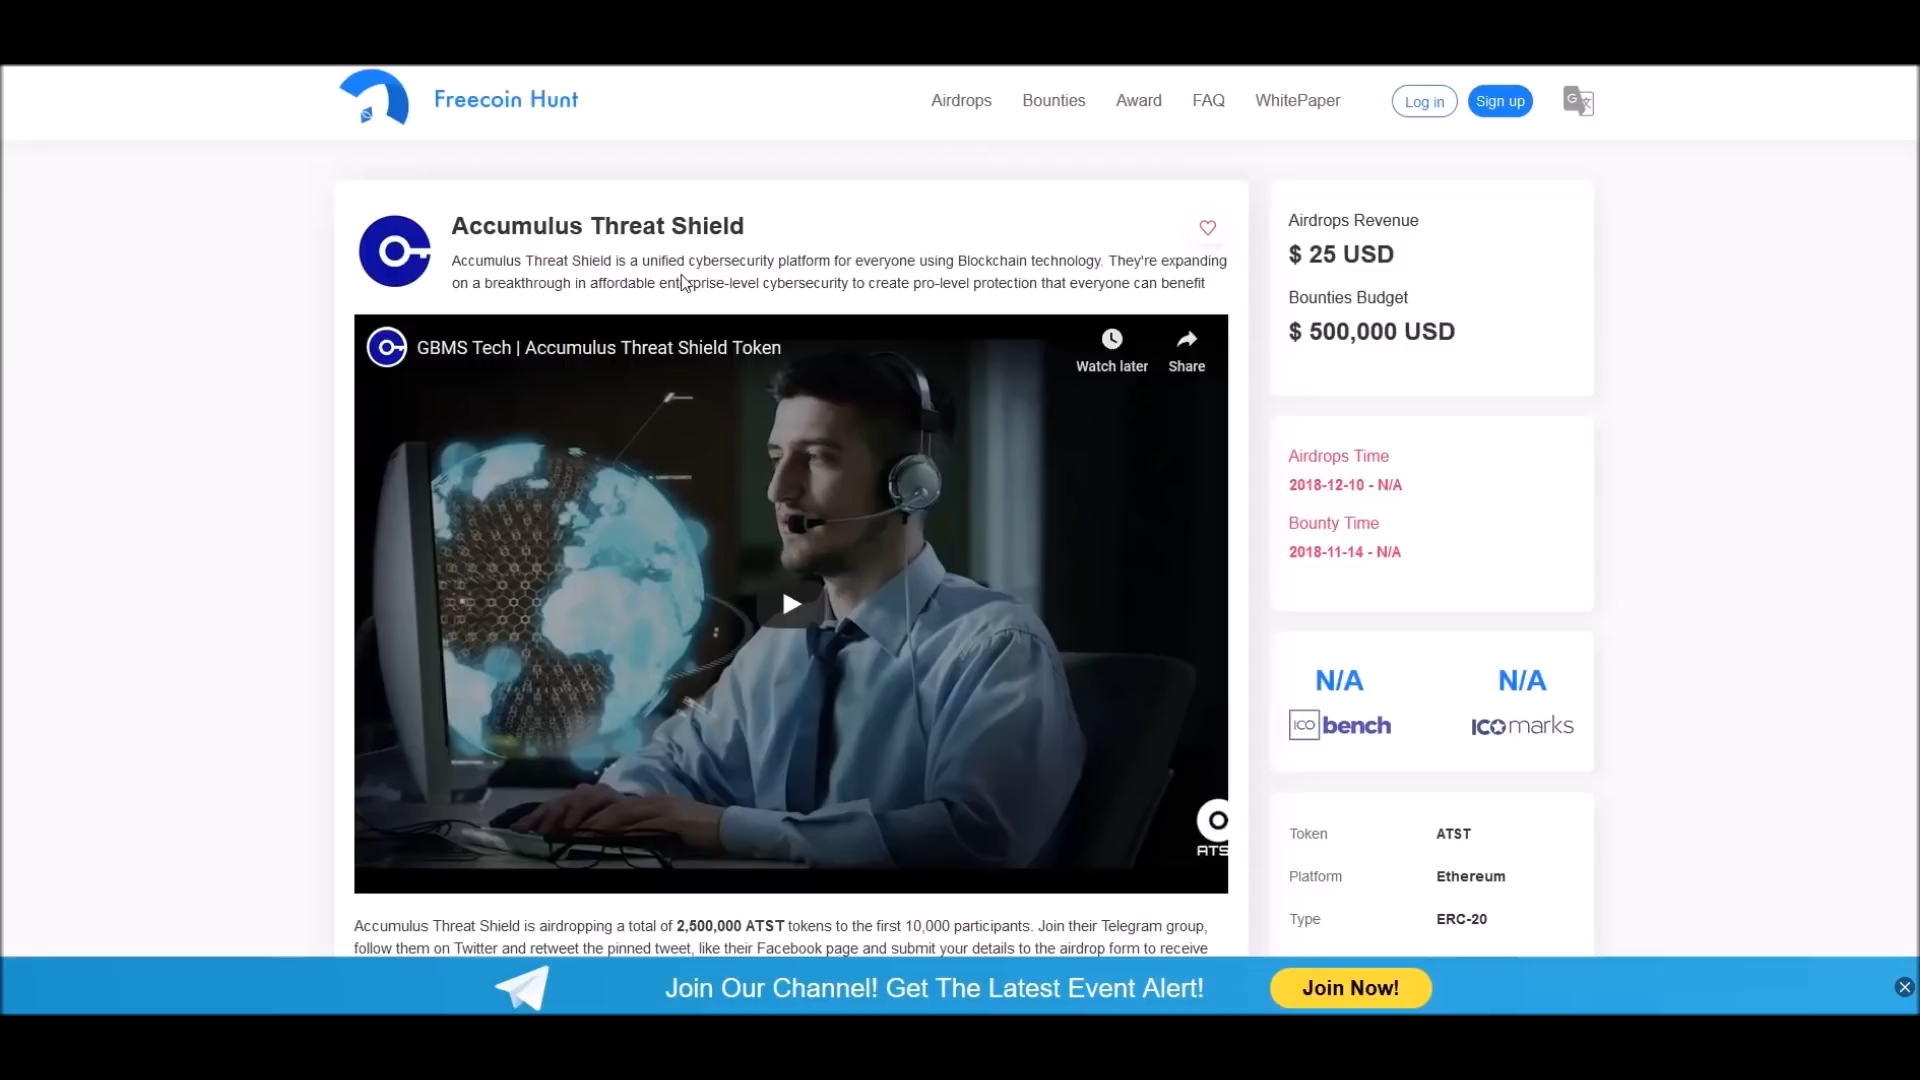 Freecoin Hunt
Airdrops
Bounties
Award
FAQ
WhitePaper
Log in
Sign up
G
Accumulus Threat Shield
Accumulus Threat Shield is a unified cybersecurity platform for everyone using Blockchain technology. They're expanding
on a breakthrough in affordable enterprise-level cybersecurity to create pro-level protection that everyone can benefit
GBMS Tech | Accumulus Threat Shield Token
Watch later
Share
ATS
Accumulus Threat Shield is airdropping a total of 2,500,000 ATST tokens to the first 10,000 participants. Join their Telegram group,
follow them on Twitter and retweet the pinned tweet, like their Facebook page and submit your details to the airdrop form to receive
Airdrops Revenue
$ 25 USD
Bounties Budget
$ 500,000 USD
Airdrops Time
2018-12-10 - N/A
Bounty Time
2018-11-14 - N/A
N/A
ICO bench
N/A
ICO marks
Token ATST
Platform Ethereum
Type ERC-20
Join Our Channel! Get The Latest Event Alert!
Join Now!